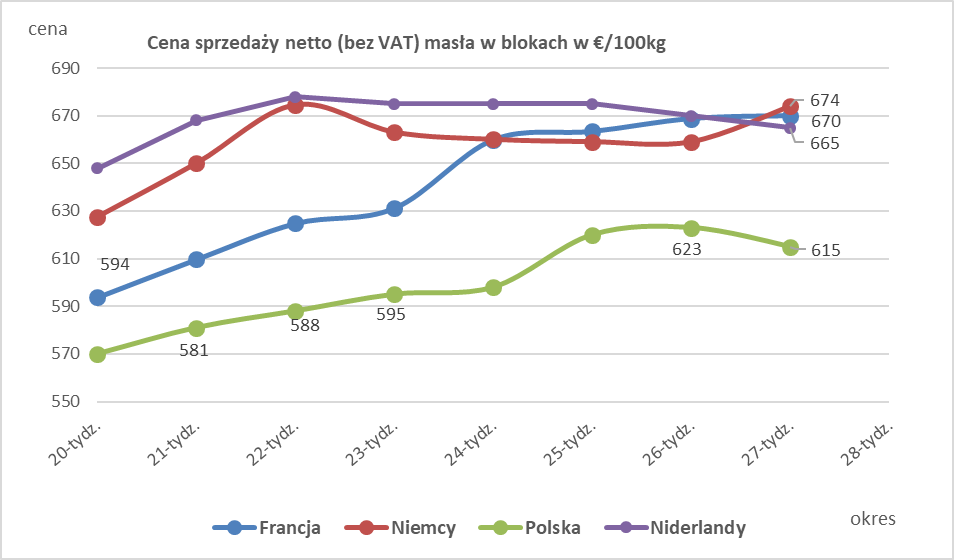 cena
Cena sprzedaży netto (bez VAT) masła w blokach w €/100kg
690
670
650
630
610
590
570
550
674
670
665
594
623
615
581
588
595
20-tydz.
21-tydz.
22-tydz.
23-tydz.
24-tydz.
25-tydz.
26-tydz.
27-tydz.
28-tydz.
okres
Francja
Niemcy
Polska
Niderlandy